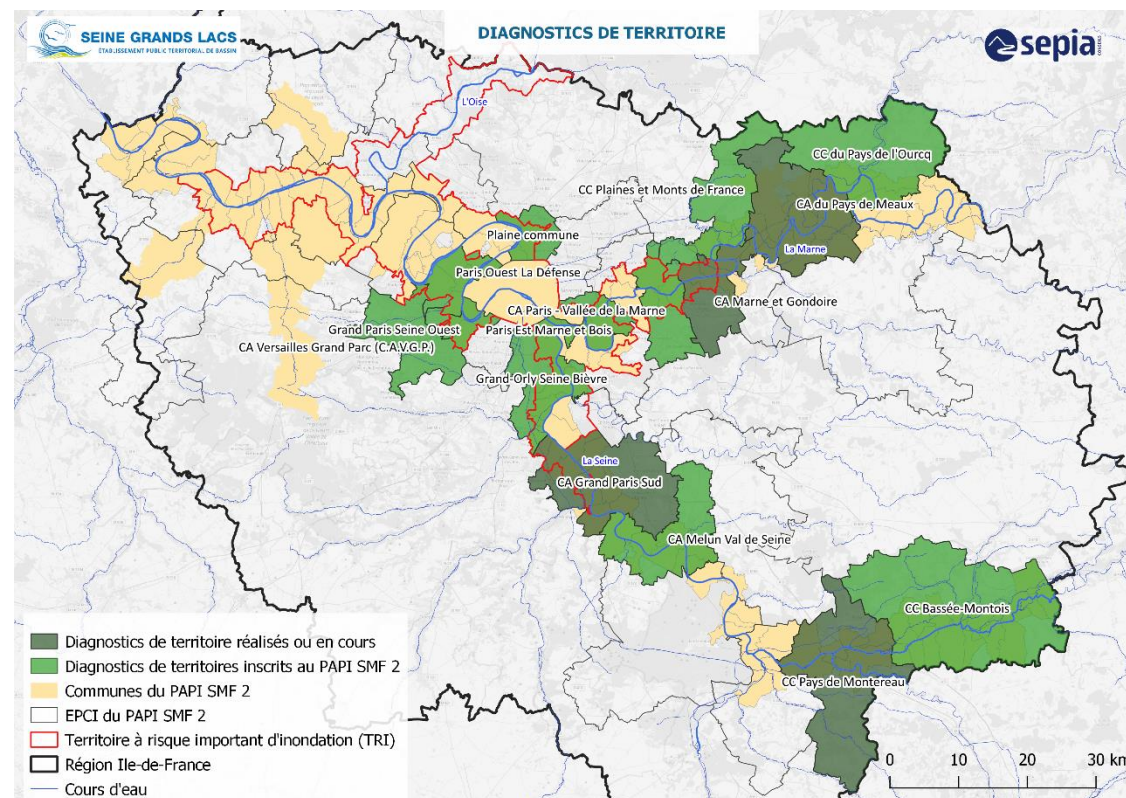 SEINE GRANDS LACS
ÉTABLISSEMENT PUBLIC TERRITORIAL DE BASSIN
DIAGNOSTICS DE TERRITOIRE
sepia
CONSEILS
L'Oise
CC du Pays de l'Ourcq
CC Plaines et Monts de France
CA du Pays de Meaux
Plaine commune
La Marne
Paris Ouest La Défense
CA Marne et Gondoire
CA Paris - Vallée de la Marne
Grand Paris Seine Ouest
Paris Est Marne et Bois
CA Versailles Grand Parc (C.A.V.G.P.)
Grand-Orly Seine Bièvre
La Seine
CA Grand Paris Sud
CA Melun Val de Seine
CC Bassée-Montois
CC Pays de Montereau
Diagnostics de territoire réalisés ou en cours
Diagnostics de territoires inscrits au PAPI SMF 2
Communes du PAPI SMF 2
EPCI du PAPI SMF 2
Territoire à risque important d'inondation (TRI)
Région Ile-de-France
Cours d'eau
0 10 20 30 km